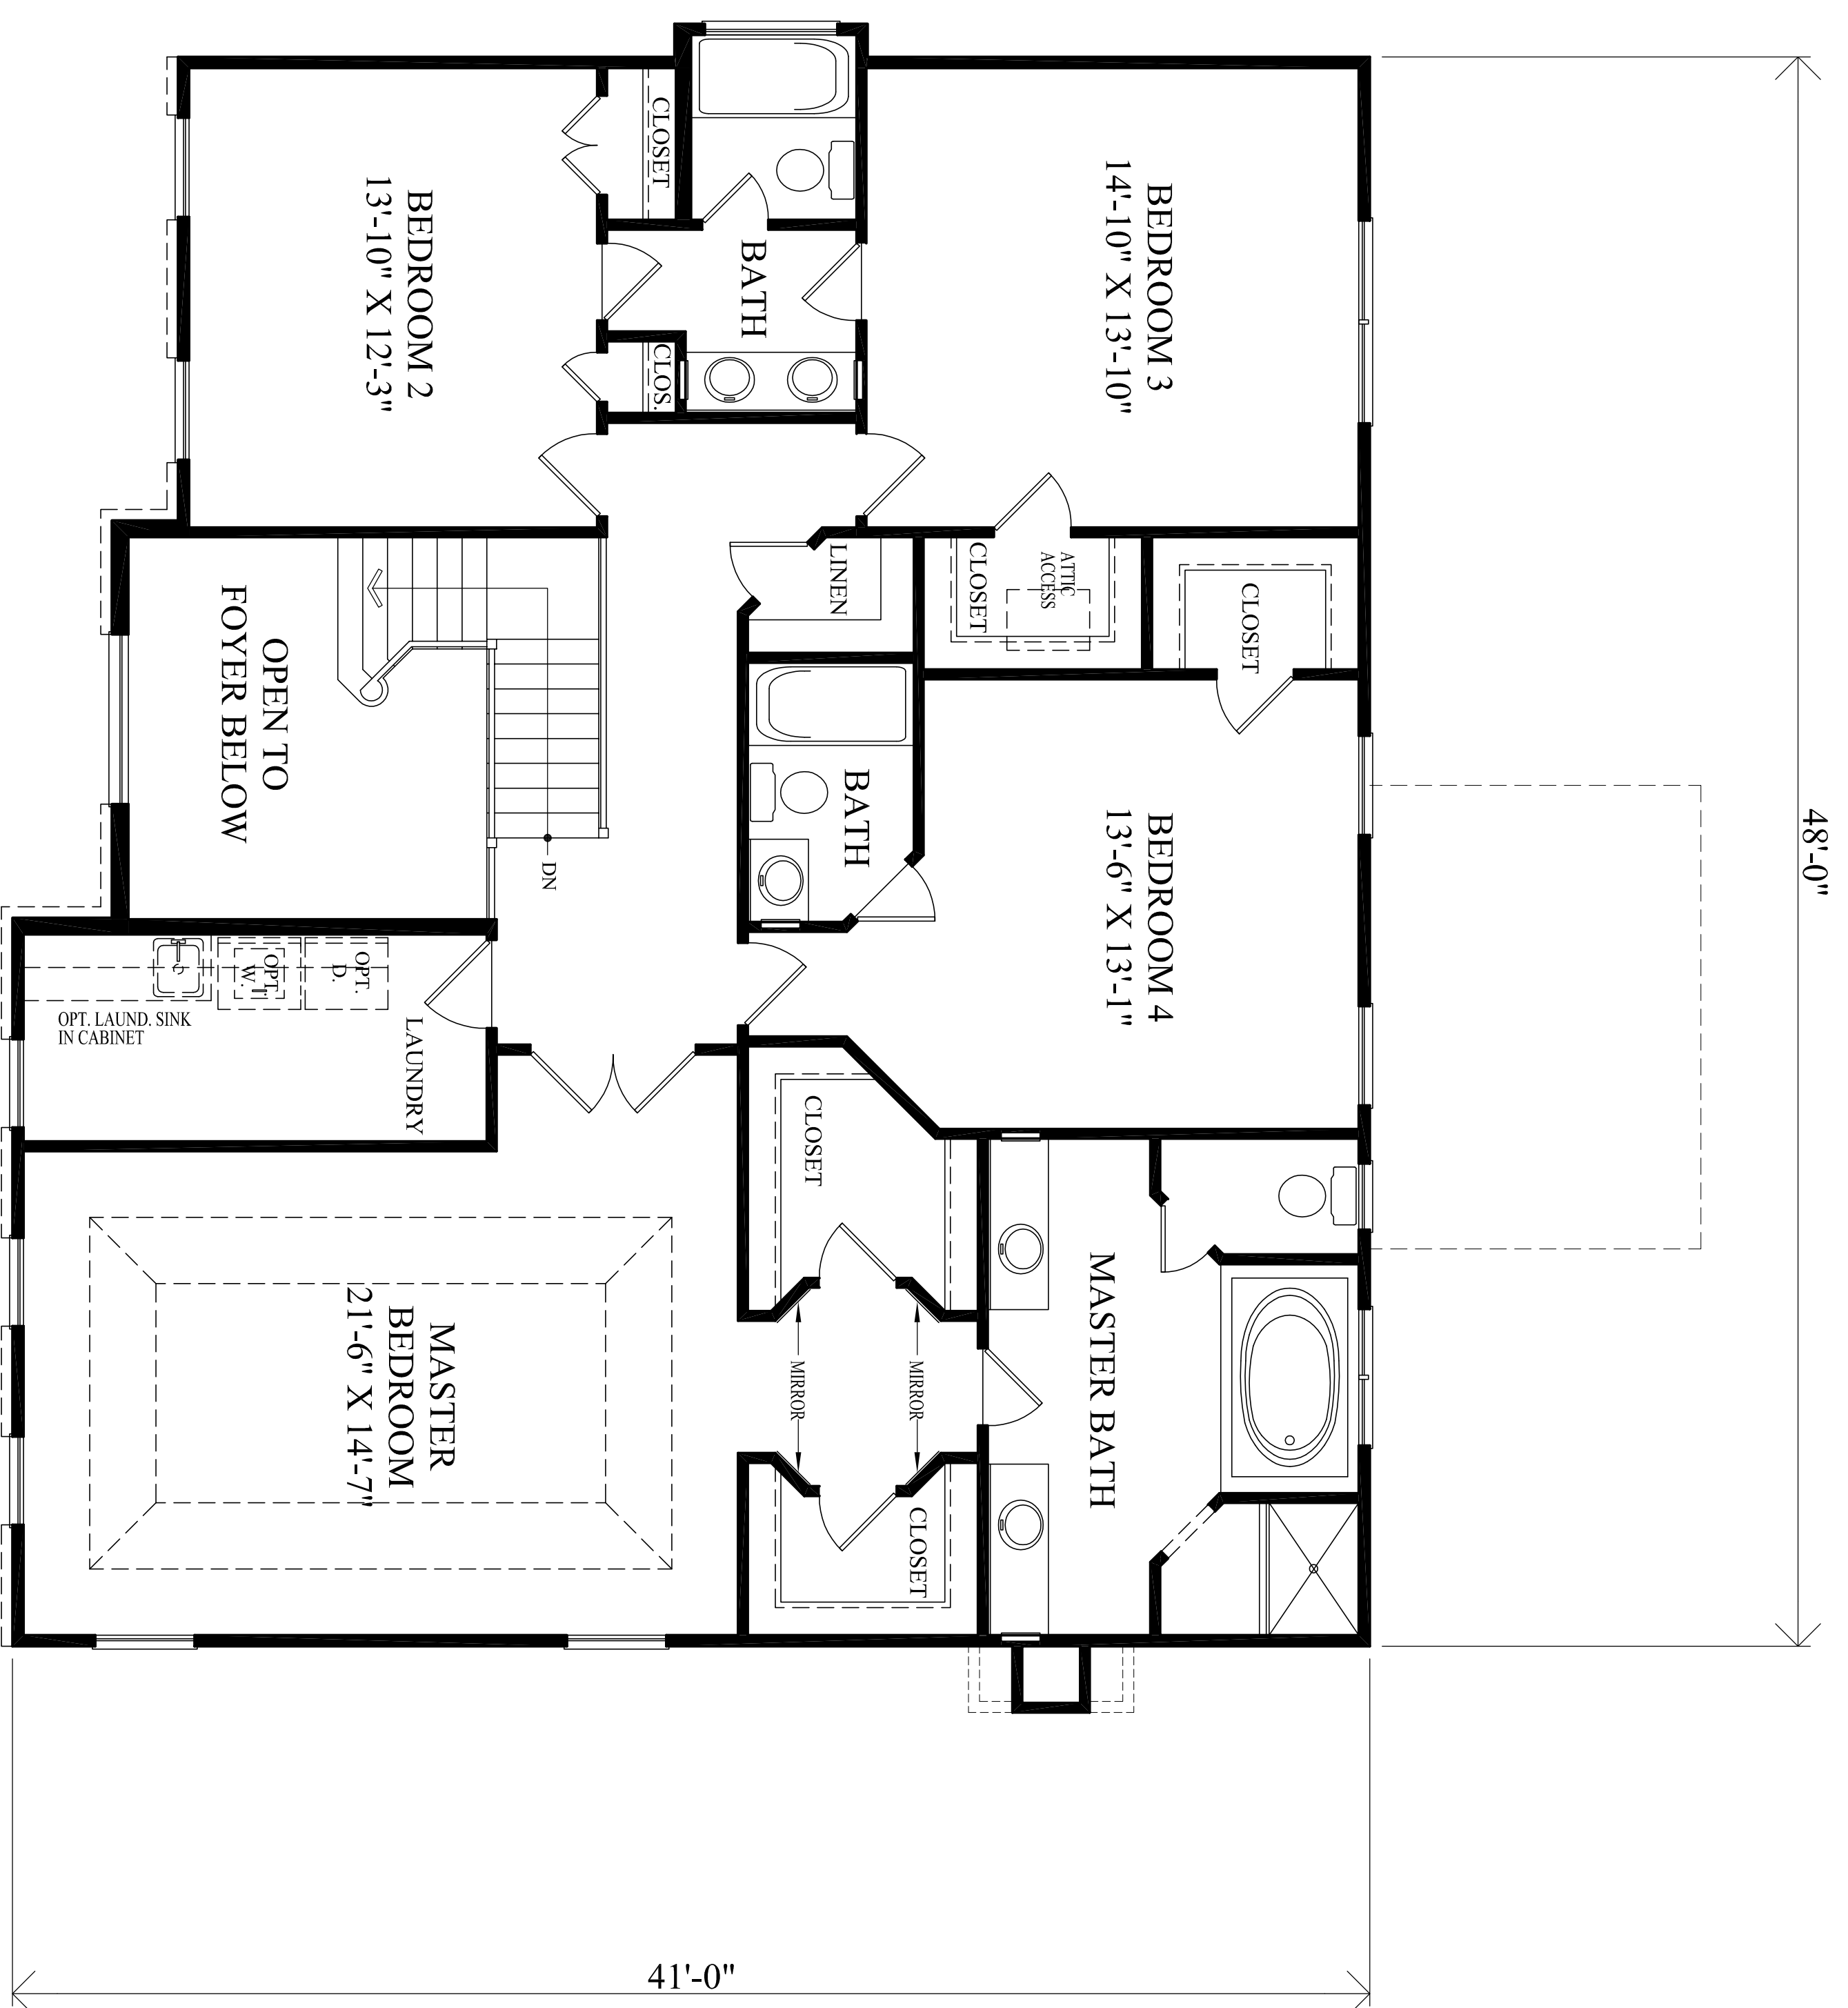 48'-0"
BEDROOM 3
14'-10" X 13'-10"
CLOSET
ATTIC
ACCESS
CLOSET
BEDROOM 4
13'-6" X 13'-1"
MASTER BATH
BATH
CLOSET
CLOS.
LINEN
BATH
CLOSET
MIRROR
MIRROR
CLOSET
BEDROOM 2
13'-10" X 12'-3"
DN
OPEN TO
FOYER BELOW
LAUNDRY
OPT.
D.
OPT.
W.
OPT. LAUND. SINK
IN CABINET
MASTER
BEDROOM
21'-6" X 14'-7"
41'-0"